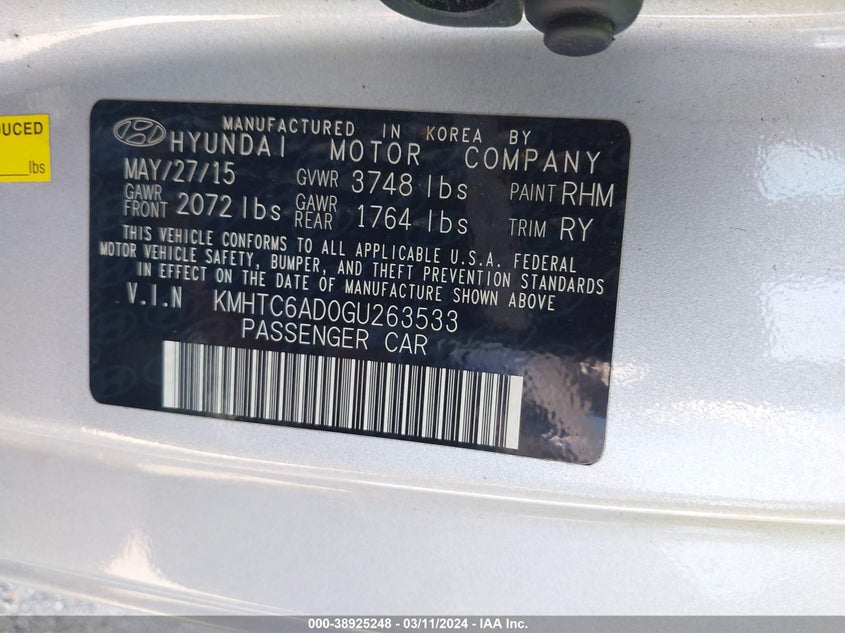 UCED
lbs
MANUFACTURED IN KOREA BY
HYUNDAI MOTOR COMPANY
MAY/27/15 GVWR 3748 lbs PAINT RHM
GAWR FRONT 2072 lbs GAWR REAR 1764 lbs TRIM RY
THIS VEHICLE CONFORMS TO ALL APPLICABLE U.S.A. FEDERAL
MOTOR VEHICLE SAFETY, BUMPER, AND THEFT PREVENTION STANDARDS
IN EFFECT ON THE DATE OF MANUFACTURE SHOWN ABOVE
V.I.N KMHTC6AD0GU263533
PASSENGER CAR
000-38925248 - 03/11/2024 - IAA Inc.